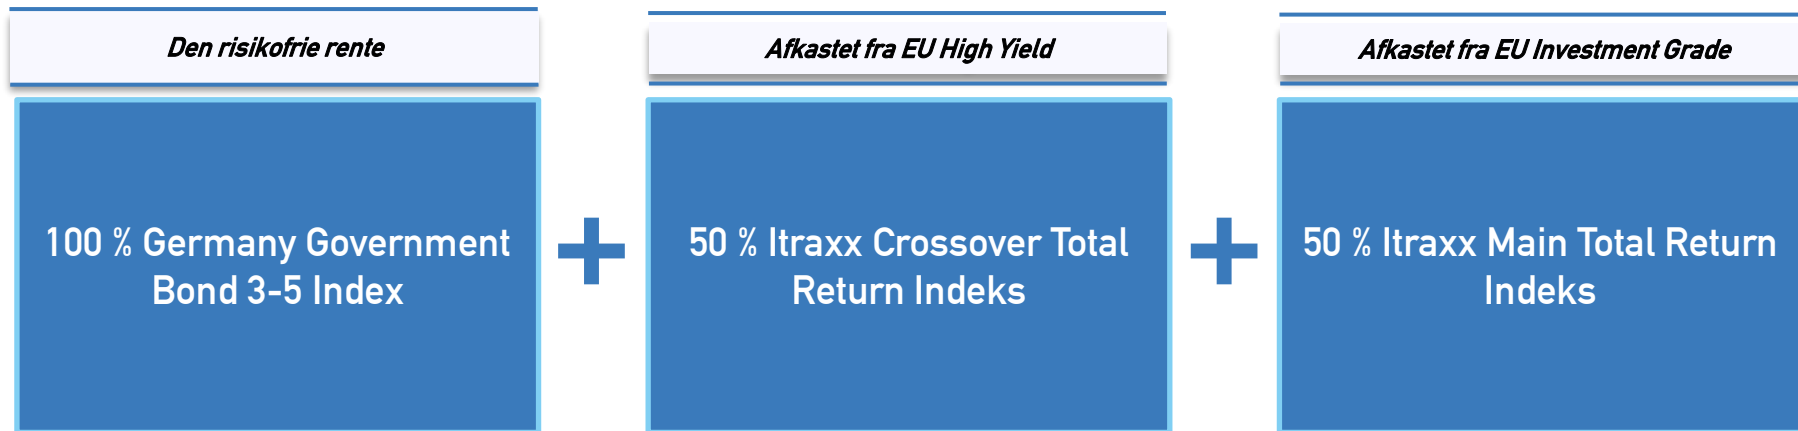 Den risikofrie rente
Afkastet fra EU High Yield
Afkastet fra EU Investment Grade
100 % Germany Government
Bond 3-5 Index
50 % Itraxx Crossover Total
Return Indeks
50 % Itraxx Main Total Return
Indeks